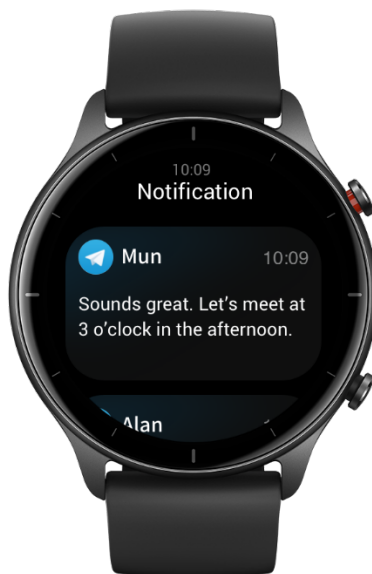 10:09
Notification
Mun 10:09
Sounds great. Let's meet at
3 o'clock in the afternoon.
Alan